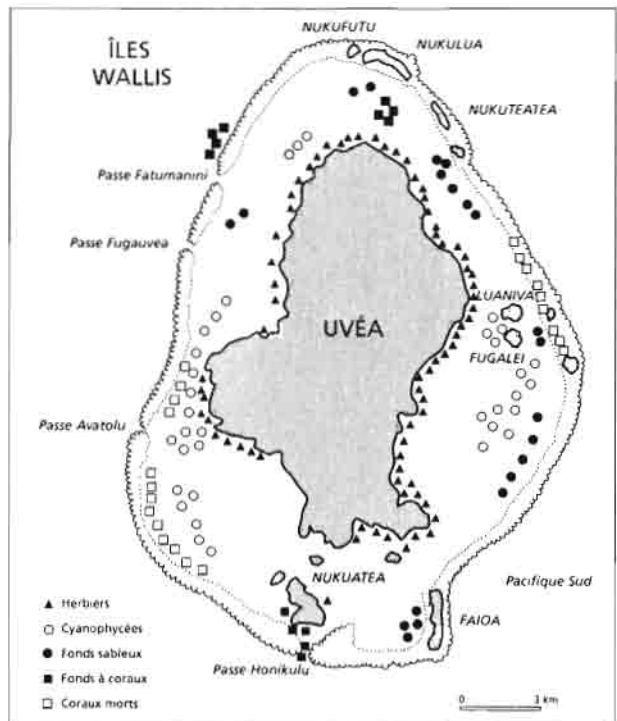 ÎLES
WALLIS
NUKUFUTU
NUKULUA
NUKUTEATEA
Passe Fatumanini
Passe Fugauvea
LUANIVA
UVÉA
FUGALEI
Passe Avatolu
NUKUATEA
Pacifique Sud
FAIOA
Passe Honikulu
Herbiers
Cyanophycées
Fonds sableux
Fonds à coraux
Coraux morts
0 3 km